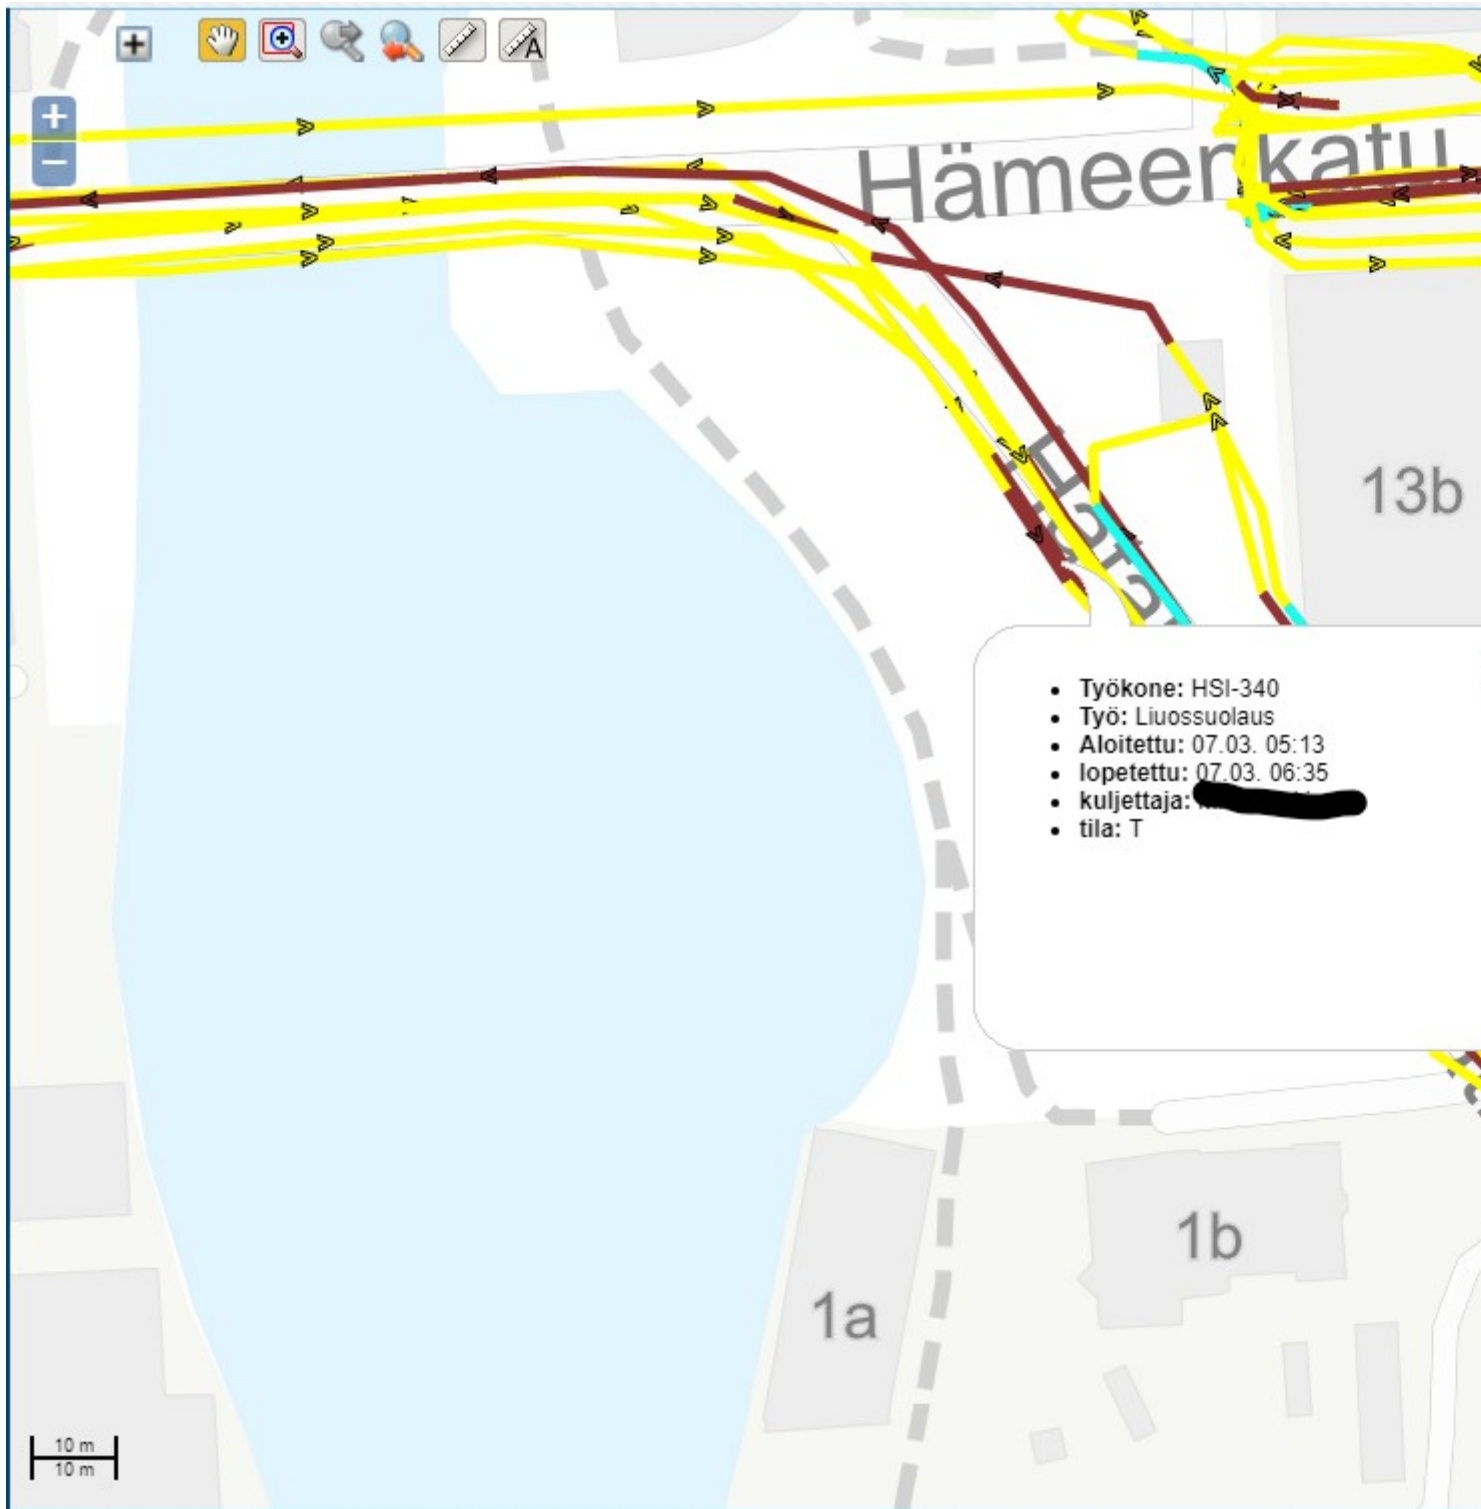 A
+
−
Hämeenkatu
13b
Työkone: HSI-340
Työ: Liuossuolaus
Aloitettu: 07.03. 05:13
lopetettu: 07.03. 06:35
kuljettaja:
tila: T
1b
1a
10 m
10 m